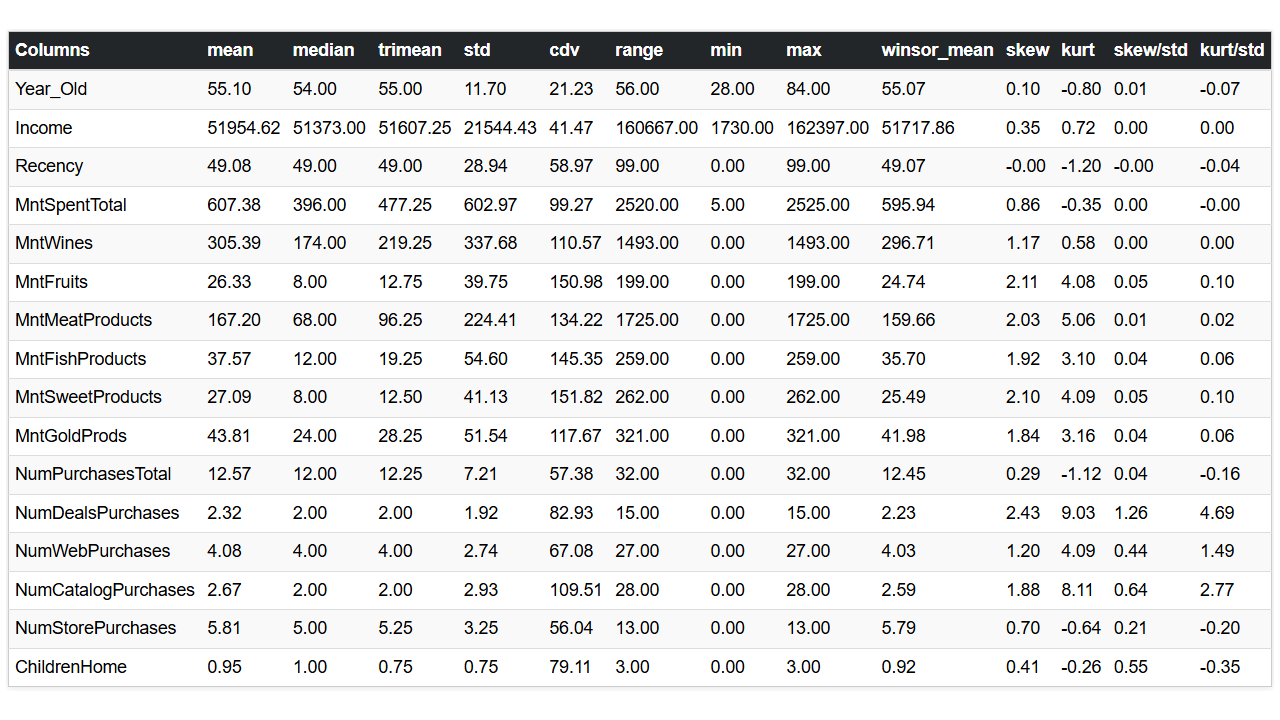 Columns mean median trimean std cdv range min max winsor_mean skew kurt skew/std kurt/std
Year_Old 55.10 54.00 55.00 11.70 21.23 56.00 28.00 84.00 55.07 0.10 -0.80 0.01 -0.07
Income 51954.62 51373.00 51607.25 21544.43 41.47 160667.00 1730.00 162397.00 51717.86 0.35 0.72 0.00 0.00
Recency 49.08 49.00 49.00 28.94 58.97 99.00 0.00 99.00 49.07 -0.00 -1.20 -0.00 -0.04
MntSpentTotal 607.38 396.00 477.25 602.97 99.27 2520.00 5.00 2525.00 595.94 0.86 -0.35 0.00 -0.00
MntWines 305.39 174.00 219.25 337.68 110.57 1493.00 0.00 1493.00 296.71 1.17 0.58 0.00 0.00
MntFruits 26.33 8.00 12.75 39.75 150.98 199.00 0.00 199.00 24.74 2.11 4.08 0.05 0.10
MntMeatProducts 167.20 68.00 96.25 224.41 134.22 1725.00 0.00 1725.00 159.66 2.03 5.06 0.01 0.02
MntFishProducts 37.57 12.00 19.25 54.60 145.35 259.00 0.00 259.00 35.70 1.92 3.10 0.04 0.06
MntSweetProducts 27.09 8.00 12.50 41.13 151.82 262.00 0.00 262.00 25.49 2.10 4.09 0.05 0.10
MntGoldProds 43.81 24.00 28.25 51.54 117.67 321.00 0.00 321.00 41.98 1.84 3.16 0.04 0.06
NumPurchasesTotal 12.57 12.00 12.25 7.21 57.38 32.00 0.00 32.00 12.45 0.29 -1.12 0.04 -0.16
NumDealsPurchases 2.32 2.00 2.00 1.92 82.93 15.00 0.00 15.00 2.23 2.43 9.03 1.26 4.69
NumWebPurchases 4.08 4.00 4.00 2.74 67.08 27.00 0.00 27.00 4.03 1.20 4.09 0.44 1.49
NumCatalogPurchases 2.67 2.00 2.00 2.93 109.51 28.00 0.00 28.00 2.59 1.88 8.11 0.64 2.77
NumStorePurchases 5.81 5.00 5.25 3.25 56.04 13.00 0.00 13.00 5.79 0.70 -0.64 0.21 -0.20
ChildrenHome 0.95 1.00 0.75 0.75 79.11 3.00 0.00 3.00 0.92 0.41 -0.26 0.55 -0.35